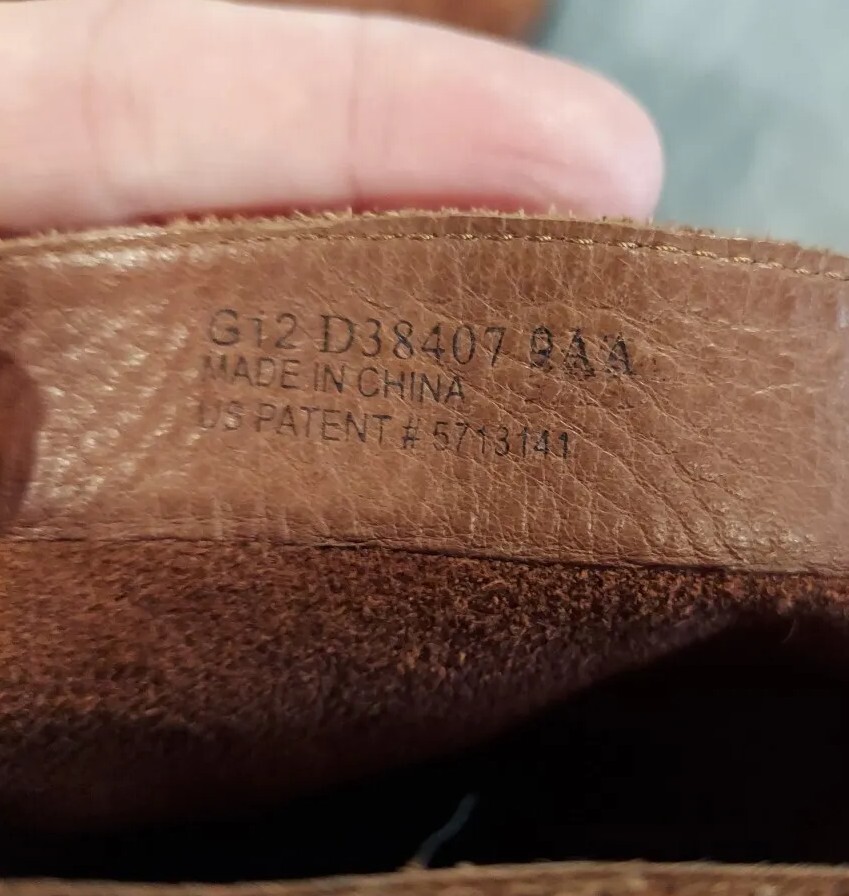 G12 D38407 9AA
MADE IN CHINA
US PATENT # 5713141